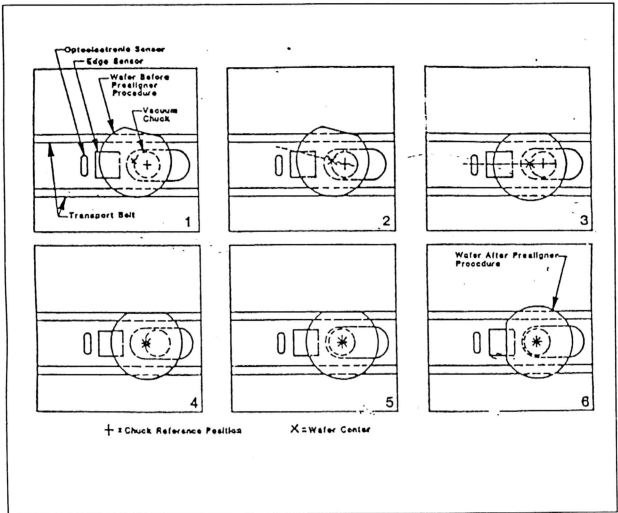 Optoelectronic Sensor
Edge Sensor
Wafer Before
Prealigner
Procedure
Vacuum
Chuck
Transport Belt
1
2
3
Wafer After Prealigner
Procedure
4
5
6
+ = Chuck Reference Position
X = Wafer Center